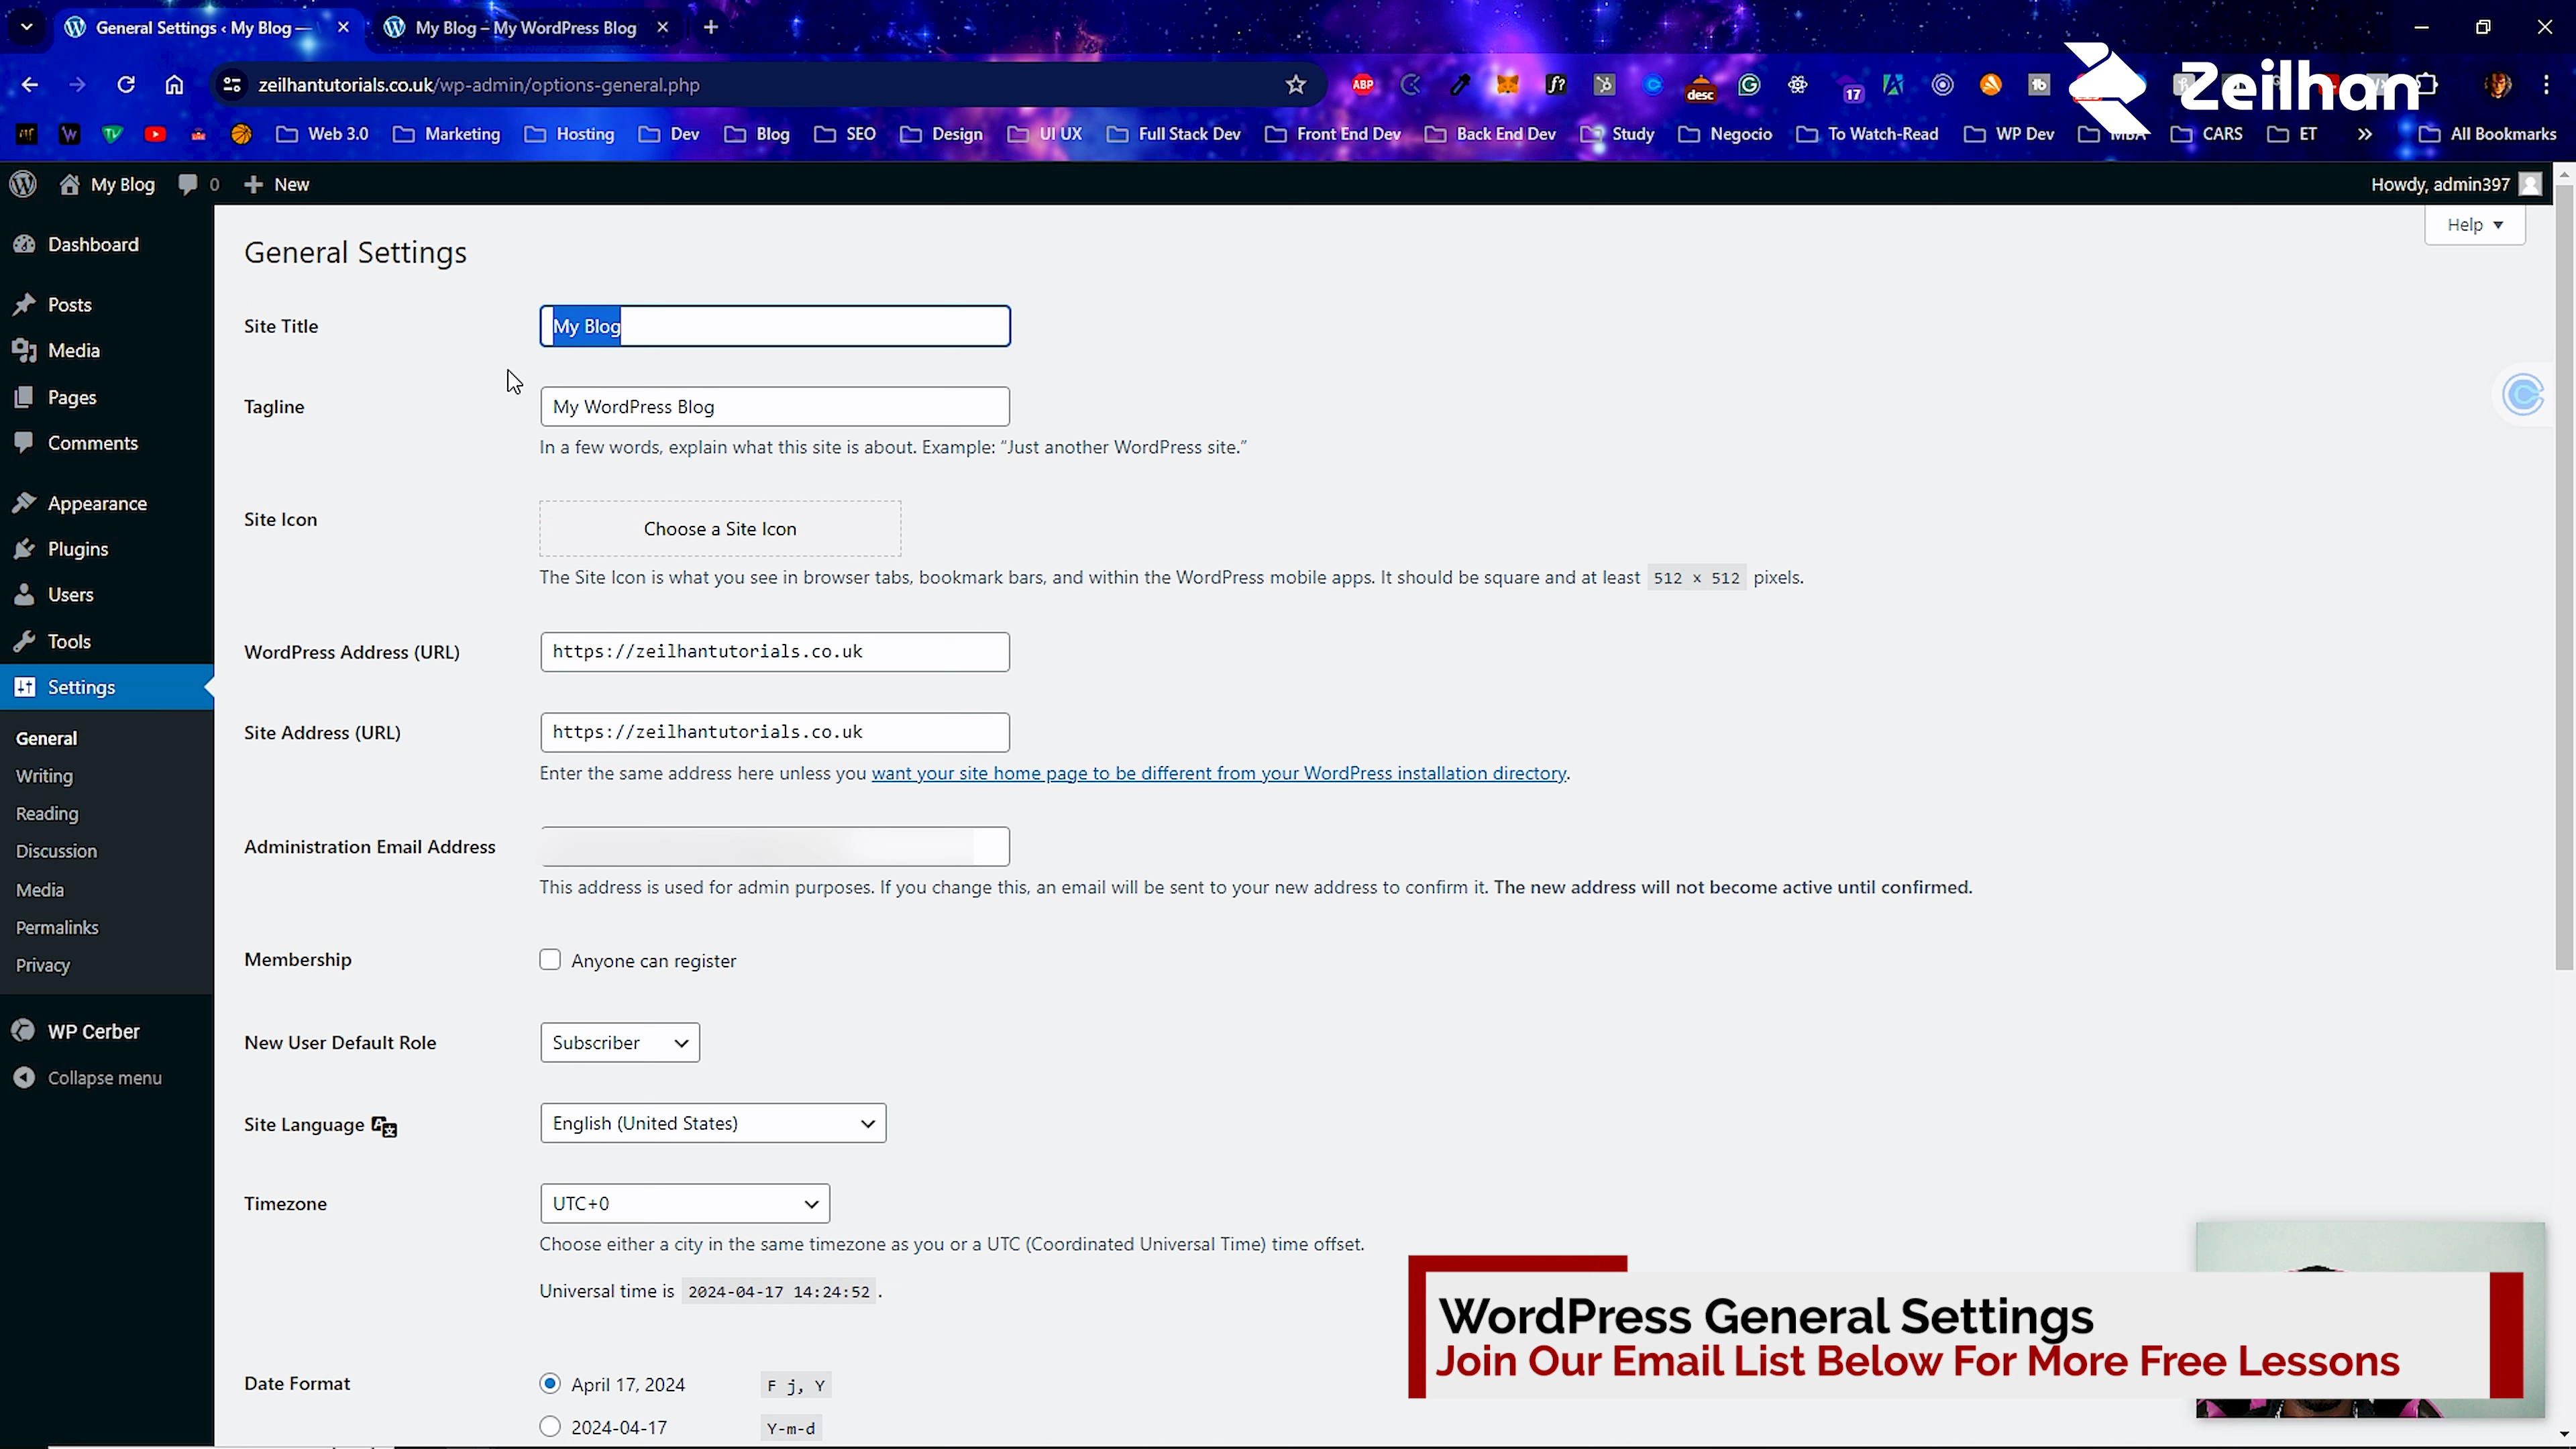 General Settings ‹ My Blog —
My Blog – My WordPress Blog
zeilhantutorials.co.uk/wp-admin/options-general.php
ABP
f?
desc
17
Zeilhan
Web 3.0
Marketing
Hosting
Dev
Blog
SEO
Design
UI UX
Full Stack Dev
Front End Dev
Back End Dev
Study
Negocio
To Watch-Read
WP Dev
MBA
CARS
ET
All Bookmarks
My Blog
0
New
Howdy, admin397
Help
Dashboard
Posts
Media
Pages
Comments
Appearance
Plugins
Users
Tools
Settings
General
Writing
Reading
Discussion
Media
Permalinks
Privacy
WP Cerber
Collapse menu
General Settings
Site Title
My Blog
Tagline
My WordPress Blog
In a few words, explain what this site is about. Example: “Just another WordPress site.”
Site Icon
Choose a Site Icon
The Site Icon is what you see in browser tabs, bookmark bars, and within the WordPress mobile apps. It should be square and at least 512 × 512 pixels.
WordPress Address (URL)
https://zeilhantutorials.co.uk
Site Address (URL)
https://zeilhantutorials.co.uk
Enter the same address here unless you want your site home page to be different from your WordPress installation directory.
Administration Email Address
This address is used for admin purposes. If you change this, an email will be sent to your new address to confirm it. The new address will not become active until confirmed.
Membership
Anyone can register
New User Default Role
Subscriber
Site Language
English (United States)
Timezone
UTC+0
Choose either a city in the same timezone as you or a UTC (Coordinated Universal Time) time offset.
Universal time is 2024-04-17 14:24:52 .
Date Format
April 17, 2024
F j, Y
2024-04-17
Y-m-d
WordPress General Settings
Join Our Email List Below For More Free Lessons